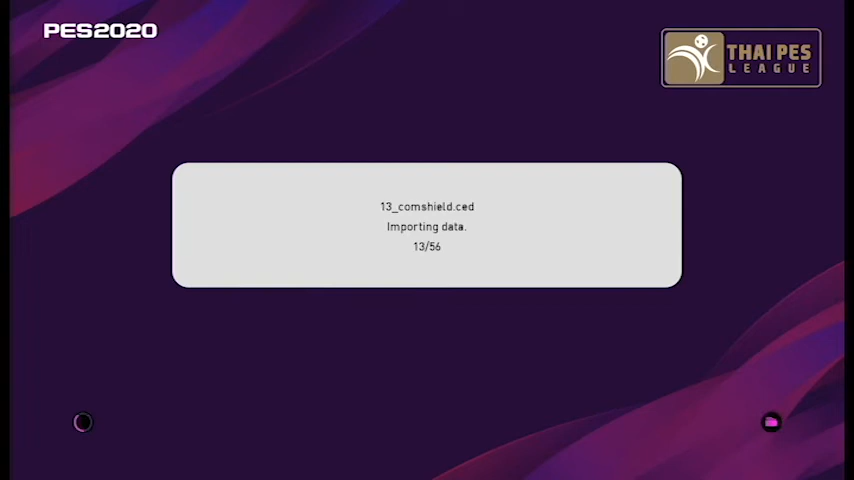 PES2020
THAI PES
LEAGUE
13_comshield.ced
Importing data.
13/56